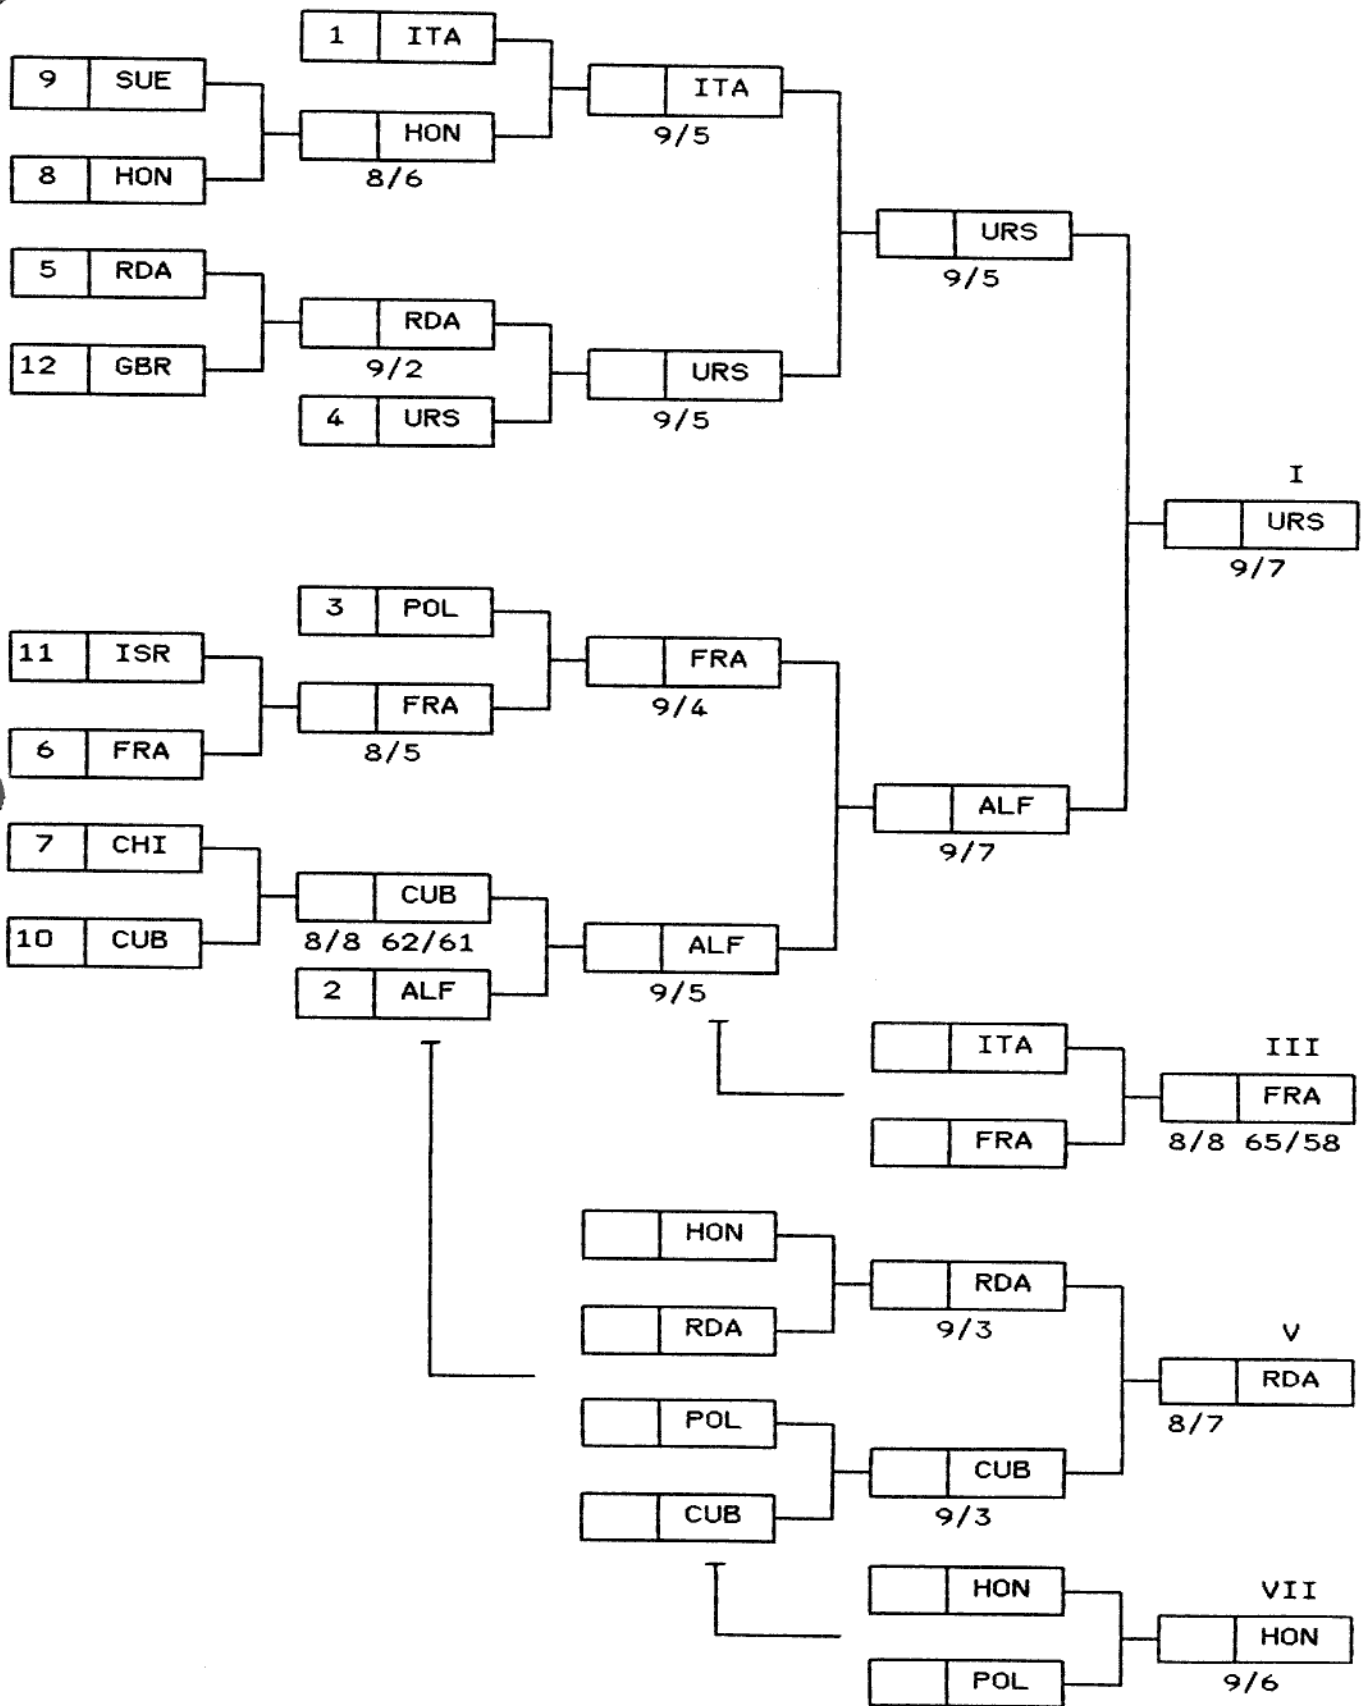 1 ITA
9 SUE
ITA
HON
9/5
8 HON
8/6
URS
5 RDA
9/5
RDA
12 GBR
9/2
URS
4 URS
9/5
I
URS
9/7
3 POL
11 ISR
FRA
FRA
9/4
6 FRA
8/5
ALF
7 CHI
9/7
CUB
10 CUB
8/8 62/61
ALF
2 ALF
9/5
ITA
III
FRA
FRA
8/8 65/58
HON
RDA
RDA
9/3
V
RDA
POL
8/7
CUB
CUB
9/3
HON
VII
HON
POL
9/6